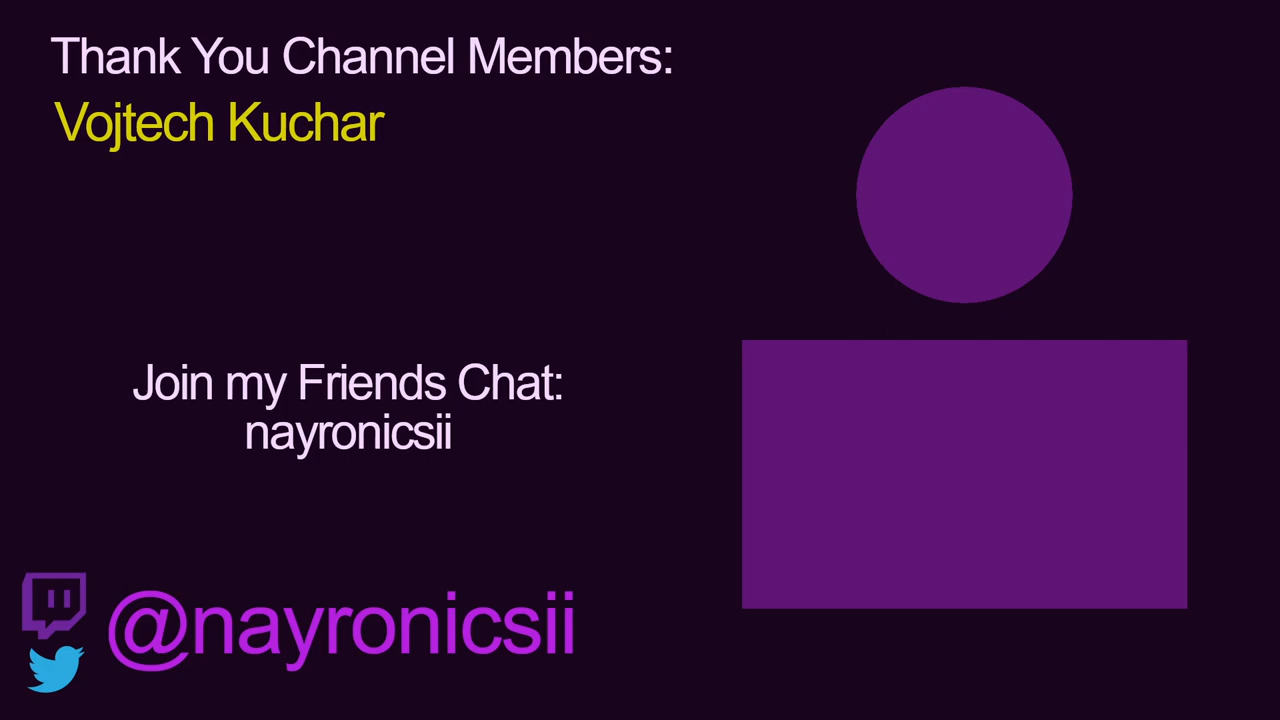 Thank You Channel Members:
Vojtech Kuchar
Join my Friends Chat:
nayronicsii
@nayronicsii